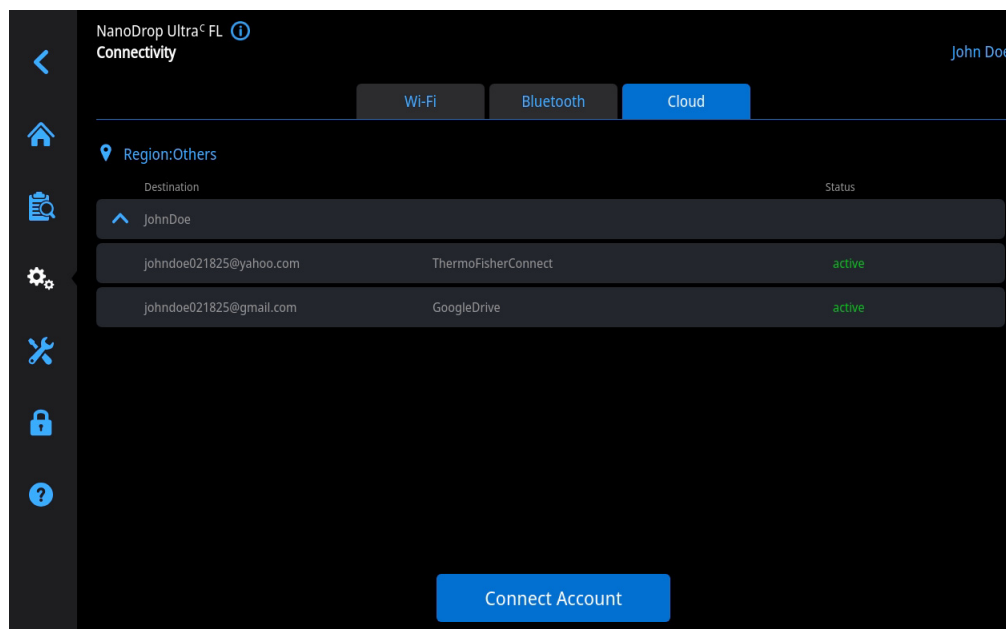 NanoDrop Ultraᶜ FL
Connectivity
John Doe
Wi-Fi Bluetooth Cloud
Region:Others
Destination Status
JohnDoe
johndoe021825@yahoo.com ThermoFisherConnect active
johndoe021825@gmail.com GoogleDrive active
Connect Account